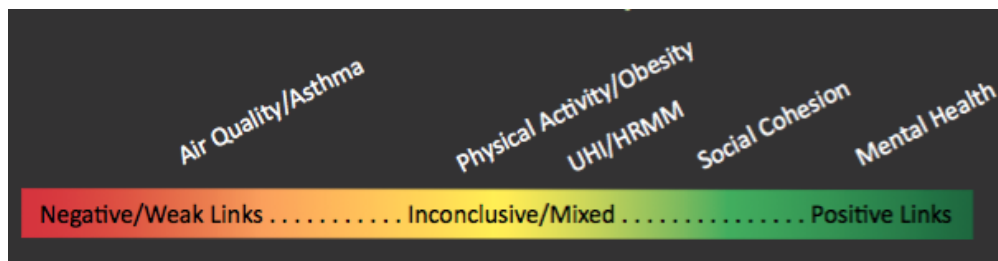 Air Quality/Asthma
Physical Activity/Obesity
UHI/HRMM
Social Cohesion
Mental Health
Negative/Weak Links . . . . . . . . . . . Inconclusive/Mixed . . . . . . . . . . . . . . . Positive Links